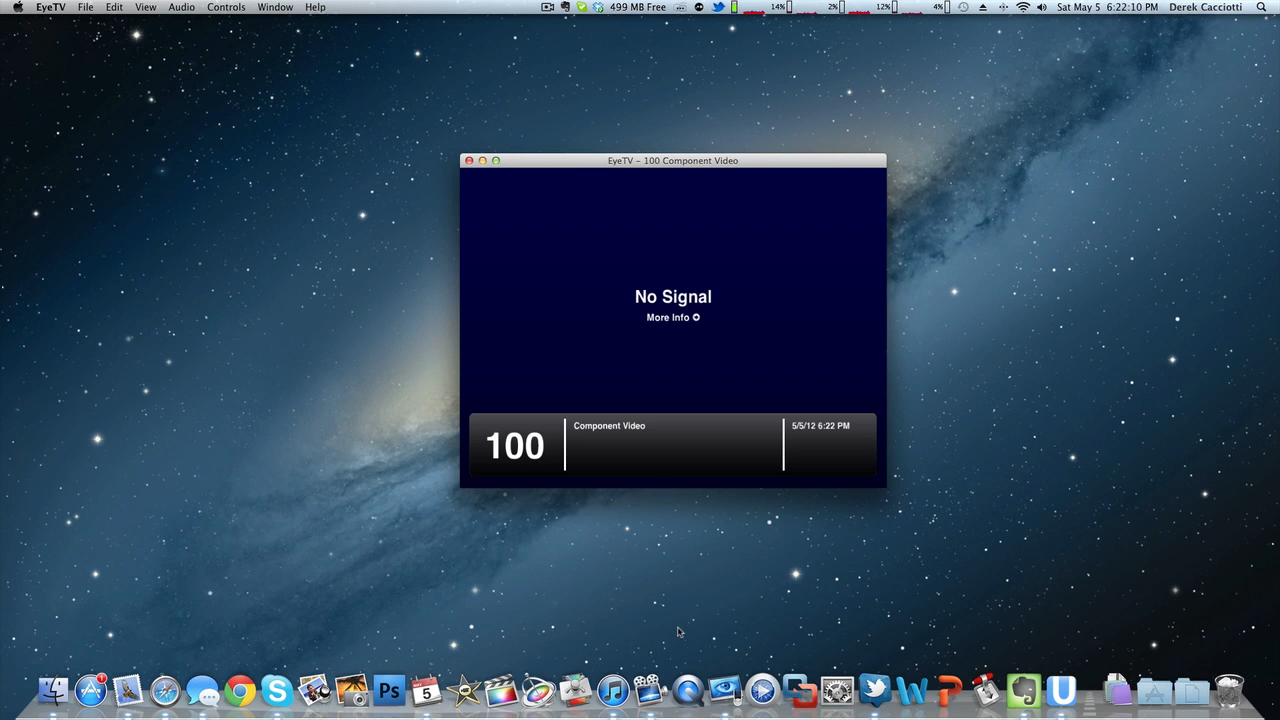 EyeTV File Edit View Audio Controls Window Help 499 MB Free 14% 2% 12% 4% Sat May 5 6:22:10 PM Derek Cacciotti
EyeTV – 100 Component Video
No Signal
More Info
100 Component Video 5/5/12 6:22 PM
1
Ps
5